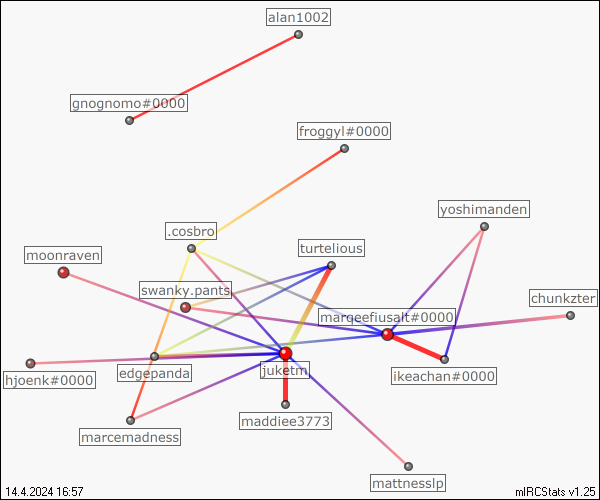 alan1002
gnognomo#0000
froggyl#0000
yoshimanden
.cosbro
turtelious
moonraven
swanky.pants
chunkzter
marqeefiusalt#0000
hjoenk#0000
edgepanda
juketm
ikeachan#0000
maddiee3773
marcemadness
mattnesslp
14.4.2024 16:57
mIRCStats v1.25